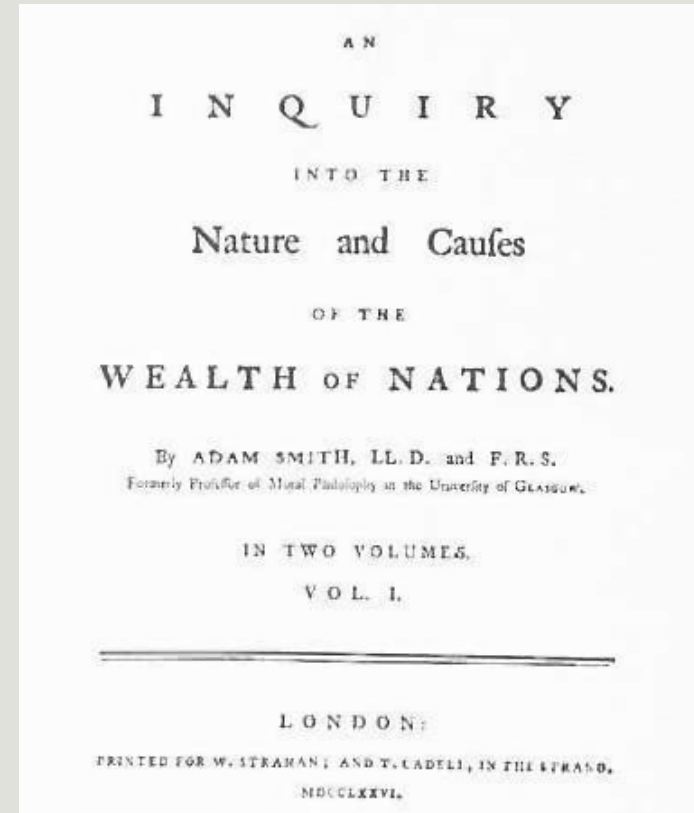 AN
INQUIRY
INTO THE
Nature and Cauſes
OF THE
WEALTH OF NATIONS.
By ADAM SMITH, LL. D. and F. R. S.
Formerly Profeſſor of Moral Philoſophy in the Univerſity of GLASGOW.
IN TWO VOLUMES.
VOL. I.
LONDON:
PRINTED FOR W. STRAHAN; AND T. CADELL, IN THE STRAND.
MDCCLXXVI.